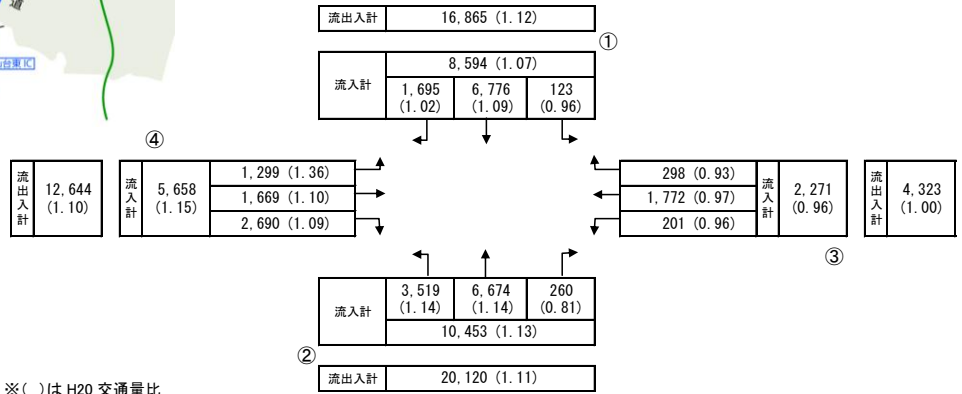 道
台東IC
流出入計 16,865 (1.12)
①
流入計 8,594 (1.07)
1,695 6,776 123
(1.02) (1.09) (0.96)
④
流出入計 12,644 (1.10)
流入計 5,658 (1.15)
1,299 (1.36)
1,669 (1.10)
2,690 (1.09)
298 (0.93)
1,772 (0.97)
201 (0.96)
流入計 2,271 (0.96)
流出入計 4,323 (1.00)
③
流入計
3,519 6,674 260
(1.14) (1.14) (0.81)
10,453 (1.13)
②
流出入計 20,120 (1.11)
※( )は H20 交通量比